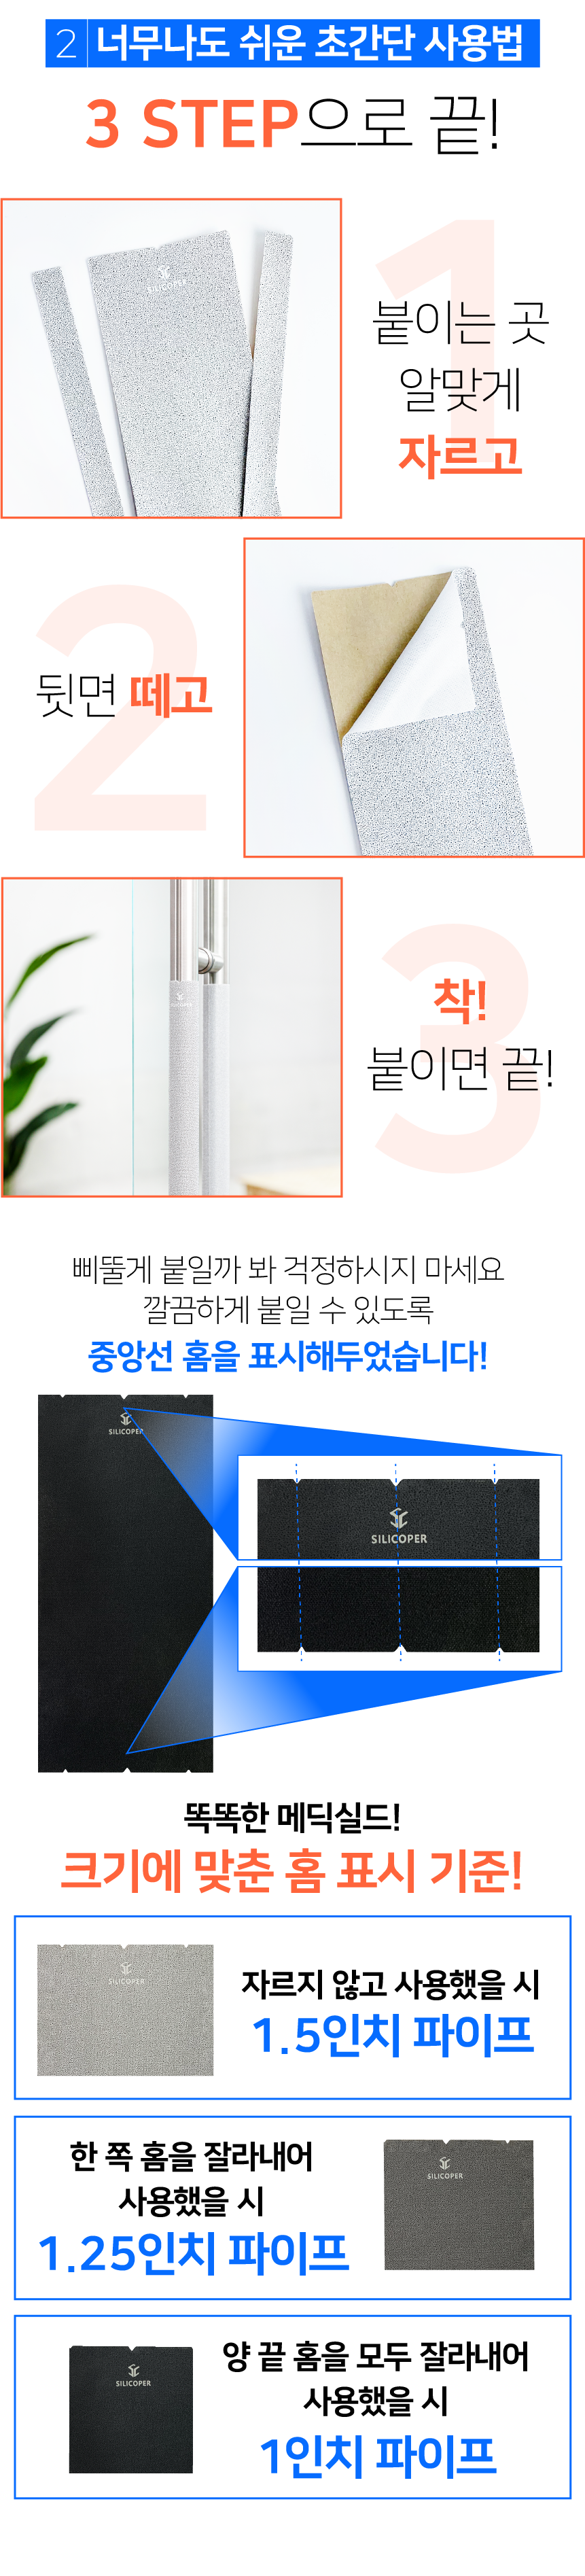 2 너무나도 쉬운 초간단 사용법
3 STEP으로 끝!
SILICOPER
1
붙이는 곳
알맞게
자르고
2
뒷면 떼고
SILICOPER
3
착!
붙이면 끝!
삐뚤게 붙일까 봐 걱정하시지 마세요
깔끔하게 붙일 수 있도록
중앙선 홈을 표시해두었습니다!
SILICOPER
SILICOPER
똑똑한 메딕실드!
크기에 맞춘 홈 표시 기준!
SILICOPER
자르지 않고 사용했을 시
1.5인치 파이프
한 쪽 홈을 잘라내어
사용했을 시
1.25인치 파이프
SILICOPER
SILICOPER
양 끝 홈을 모두 잘라내어
사용했을 시
1인치 파이프